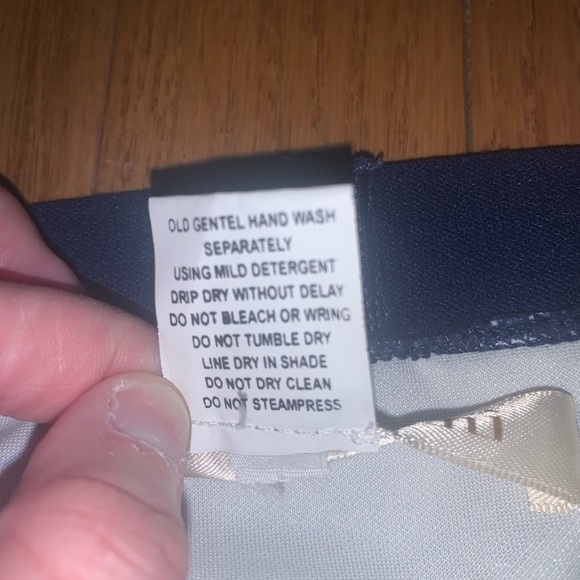 OLD GENTEL HAND WASH
SEPARATELY
USING MILD DETERGENT
DRIP DRY WITHOUT DELAY
DO NOT BLEACH OR WRING
DO NOT TUMBLE DRY
LINE DRY IN SHADE
DO NOT DRY CLEAN
DO NOT STEAMPRESS